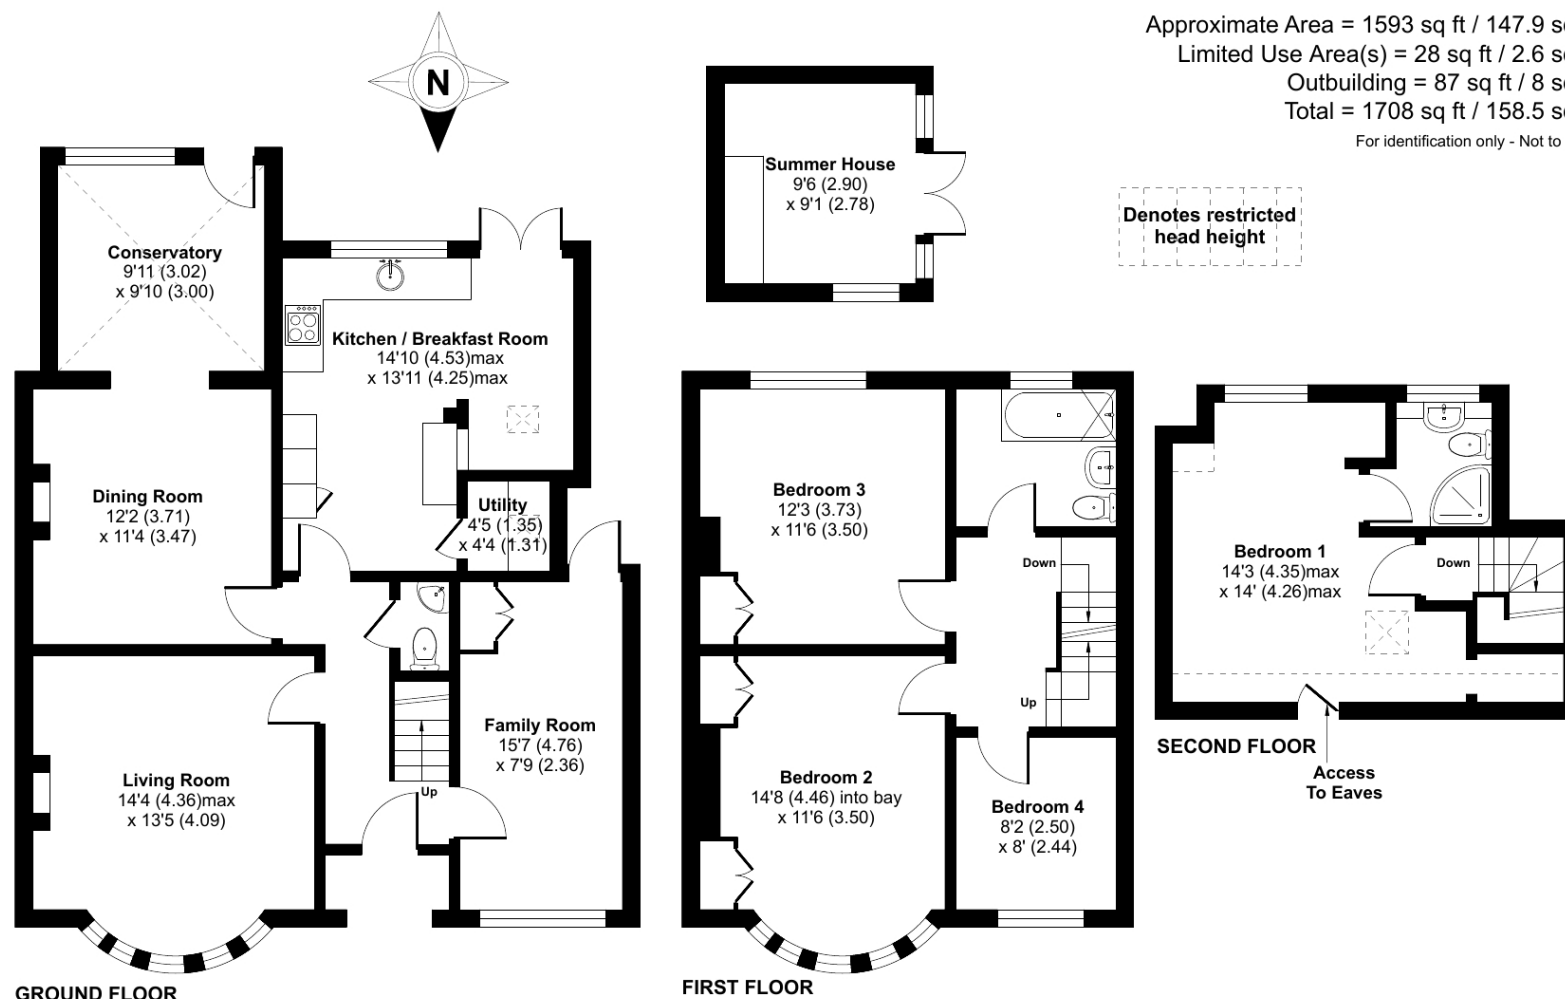 Approximate Area = 1593 sq ft / 147.9 s
Limited Use Area(s) = 28 sq ft / 2.6 s
Outbuilding = 87 sq ft / 8 s
Total = 1708 sq ft / 158.5 s
For identification only - Not to
N
Summer House
9'6 (2.90)
x 9'1 (2.78)
Denotes restricted
head height
Conservatory
9'11 (3.02)
x 9'10 (3.00)
Kitchen / Breakfast Room
14'10 (4.53)max
x 13'11 (4.25)max
Dining Room
12'2 (3.71)
x 11'4 (3.47)
Utility
4'5 (1.35)
x 4'4 (1.31)
Family Room
15'7 (4.76)
x 7'9 (2.36)
Living Room
14'4 (4.36)max
x 13'5 (4.09)
Up
GROUND FLOOR
Bedroom 3
12'3 (3.73)
x 11'6 (3.50)
Down
Up
Bedroom 2
14'8 (4.46) into bay
x 11'6 (3.50)
Bedroom 4
8'2 (2.50)
x 8' (2.44)
FIRST FLOOR
Bedroom 1
14'3 (4.35)max
x 14' (4.26)max
Down
SECOND FLOOR
Access
To Eaves